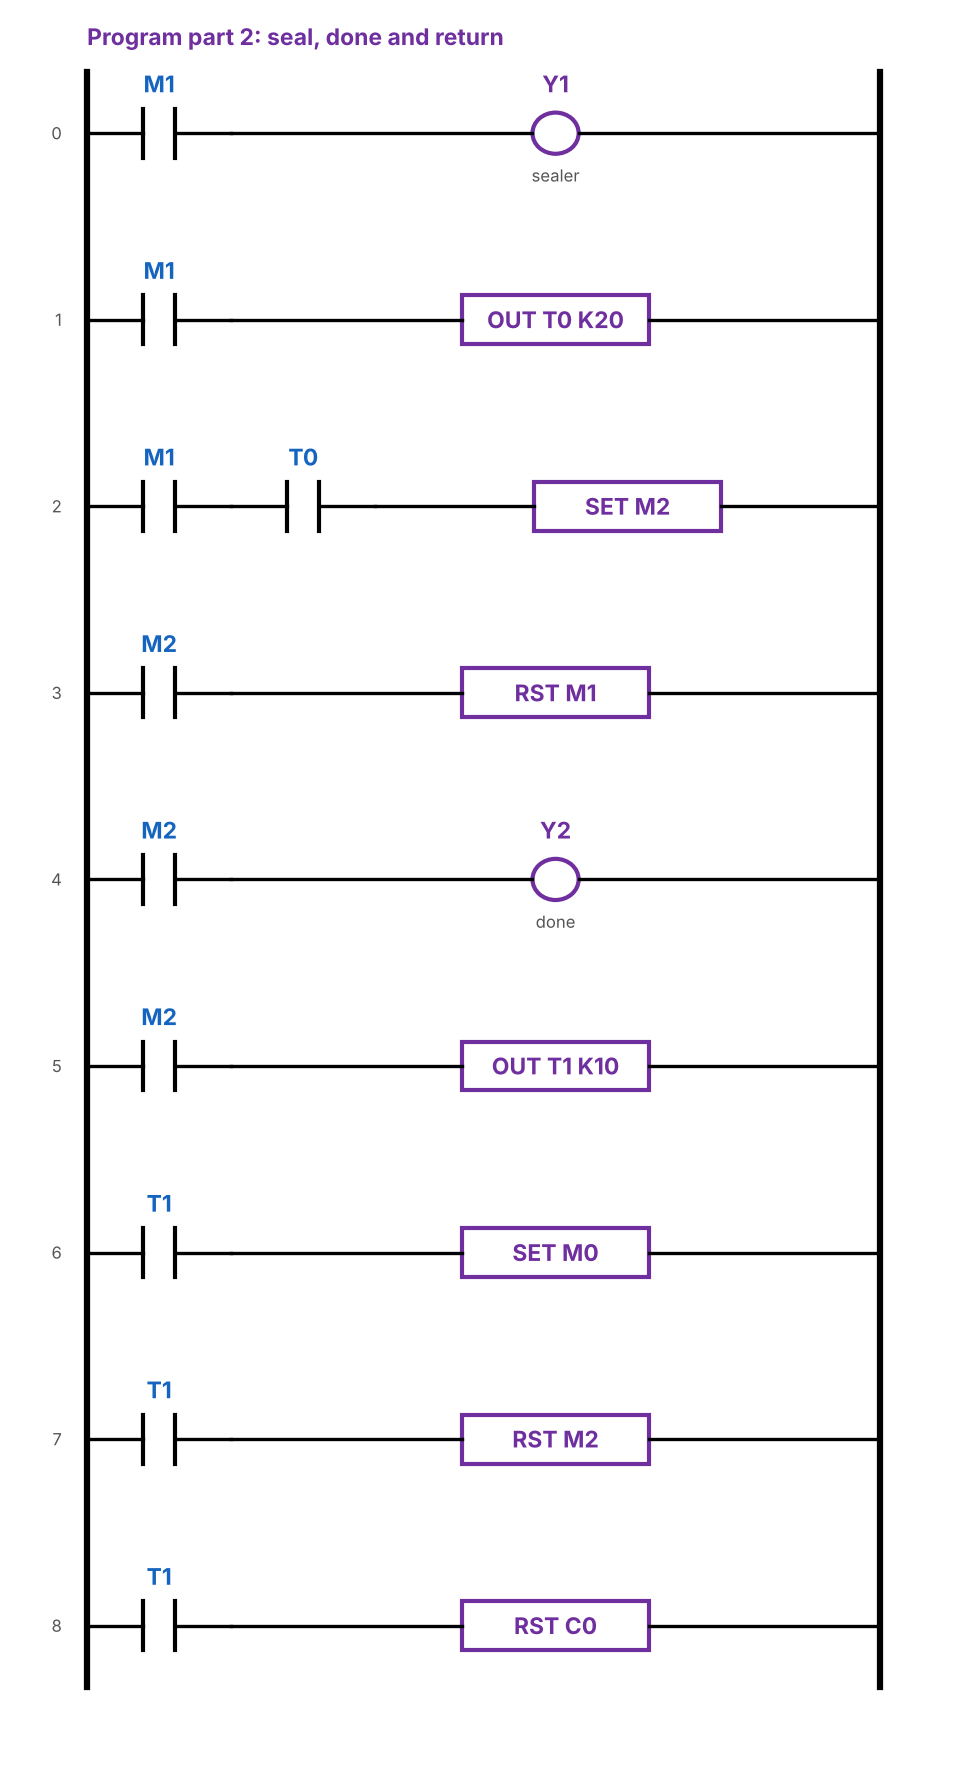 Program part 2: seal, done and return
M1
Y1
0
sealer
M1
1
OUT T0 K20
M1
T0
2
SET M2
M2
3
RST M1
M2
Y2
4
done
M2
5
OUT T1 K10
T1
6
SET M0
T1
7
RST M2
T1
8
RST C0